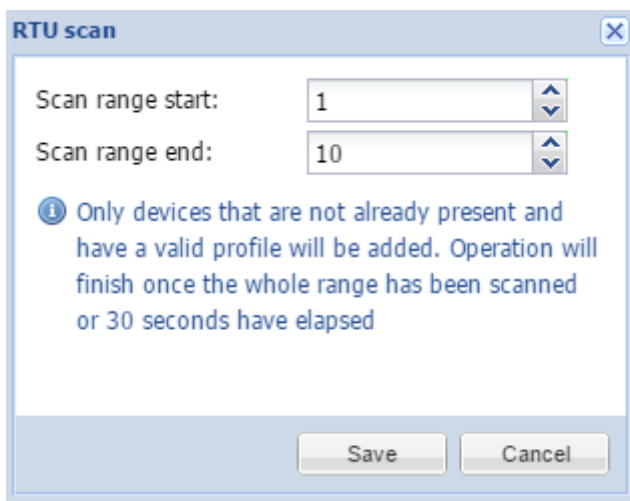 RTU scan
Scan range start: 1
Scan range end: 10
Only devices that are not already present and
have a valid profile will be added. Operation will
finish once the whole range has been scanned
or 30 seconds have elapsed
Save Cancel